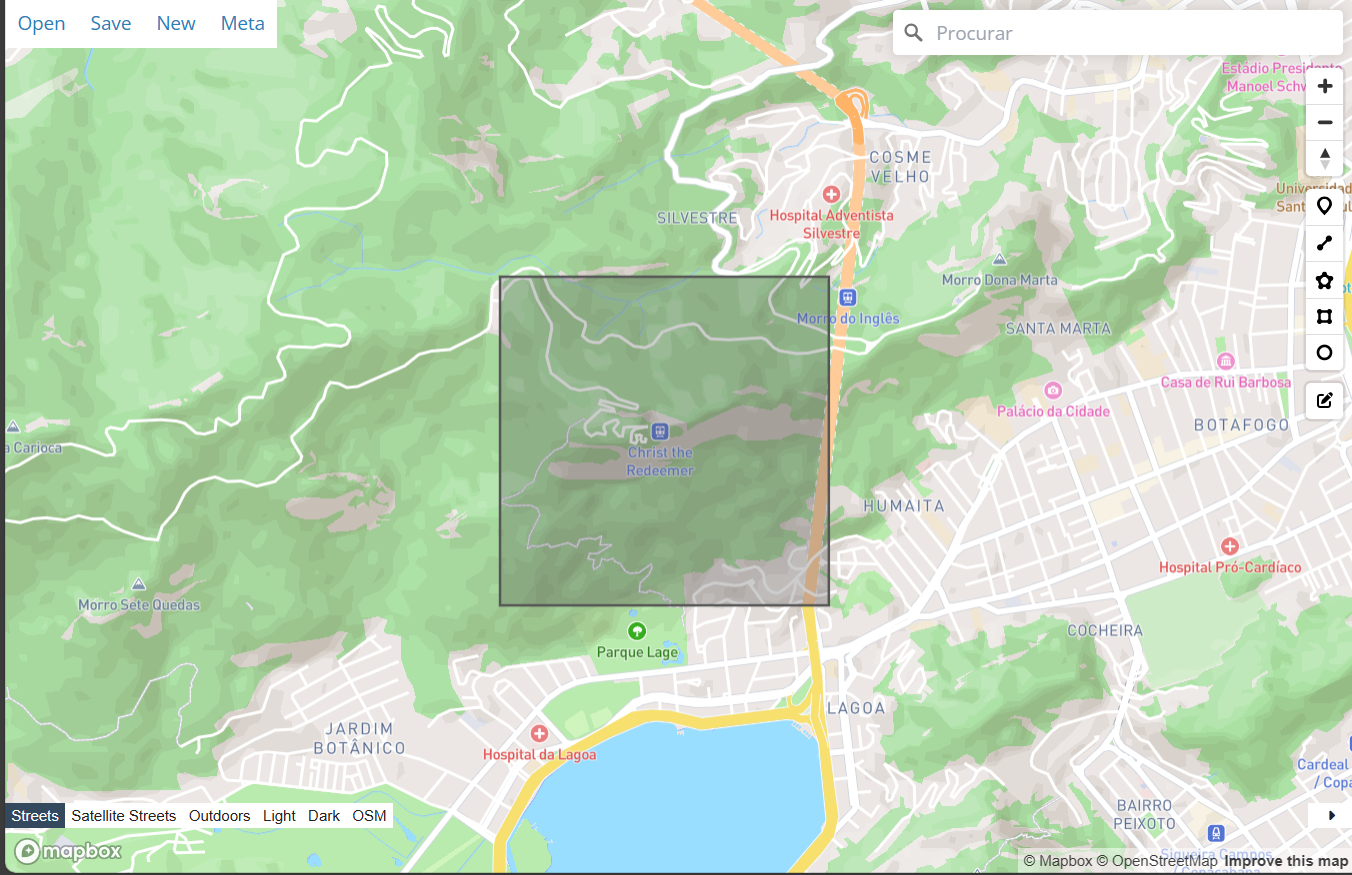 Open Save New Meta
Procurar
Estádio Presidente
Manoel Schw
COSME
VELHO
SILVESTRE
Hospital Adventista
Silvestre
Morro Dona Marta
Morro do Inglês
SANTA MARTA
Casa de Rui Barbosa
Palácio da Cidade
BOTAFOGO
a Carioca
Christ the
Redeemer
HUMAITA
Hospital Pró-Cardíaco
Morro Sete Quedas
COCHEIRA
Parque Lage
LAGOA
JARDIM
BOTÂNICO
Hospital da Lagoa
Cardeal
/ Copa
BAIRRO
PEIXOTO
Streets Satellite Streets Outdoors Light Dark OSM
mapbox
Siqueira Campos
/ Copacabana
© Mapbox © OpenStreetMap Improve this map